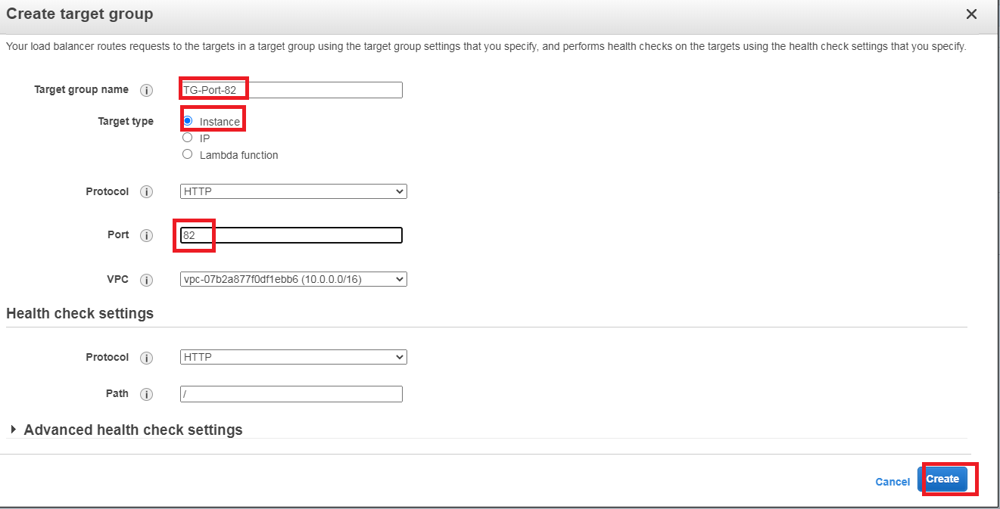 Create target group
Your load balancer routes requests to the targets in a target group using the target group settings that you specify, and performs health checks on the targets using the health check settings that you specify.
Target group name i TG-Port-82
Target type Instance
IP
Lambda function
Protocol i HTTP
Port i 82
VPC i vpc-07b2a877f0df1ebb6 (10.0.0.0/16)
Health check settings
Protocol i HTTP
Path i /
Advanced health check settings
Cancel Create